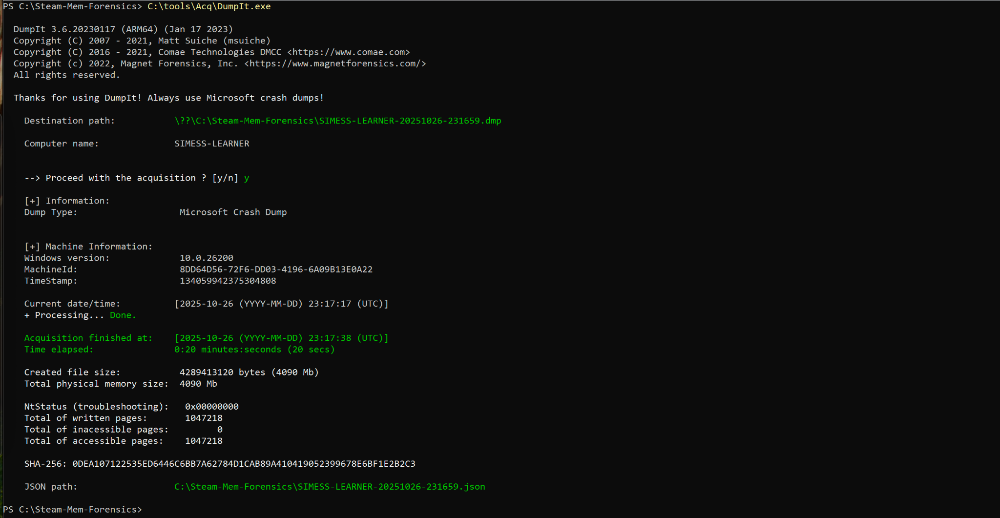 PS C:\Steam-Mem-Forensics> C:\tools\Acq\DumpIt.exe
DumpIt 3.6.20230117 (ARM64) (Jan 17 2023)
Copyright (C) 2007 - 2021, Matt Suiche (msuiche)
Copyright (C) 2016 - 2021, Comae Technologies DMCC <https://www.comae.com>
Copyright (c) 2022, Magnet Forensics, Inc. <https://www.magnetforensics.com/>
All rights reserved.
Thanks for using DumpIt! Always use Microsoft crash dumps!
Destination path: \??\C:\Steam-Mem-Forensics\SIMESS-LEARNER-20251026-231659.dmp
Computer name: SIMESS-LEARNER
--> Proceed with the acquisition ? [y/n] y
[+] Information:
Dump Type: Microsoft Crash Dump
[+] Machine Information:
Windows version: 10.0.26200
MachineId: 8DD64D56-72F6-DD03-4196-6A09B13E0A22
TimeStamp: 134059942375304808
Current date/time: [2025-10-26 (YYYY-MM-DD) 23:17:17 (UTC)]
+ Processing... Done.
Acquisition finished at: [2025-10-26 (YYYY-MM-DD) 23:17:38 (UTC)]
Time elapsed: 0:20 minutes:seconds (20 secs)
Created file size: 4289413120 bytes (4090 Mb)
Total physical memory size: 4090 Mb
NtStatus (troubleshooting): 0x00000000
Total of written pages: 1047218
Total of inacessible pages: 0
Total of accessible pages: 1047218
SHA-256: 0DEA107122535ED6446C6BB7A62784D1CAB89A410419052399678E6BF1E2B2C3
JSON path: C:\Steam-Mem-Forensics\SIMESS-LEARNER-20251026-231659.json
PS C:\Steam-Mem-Forensics>